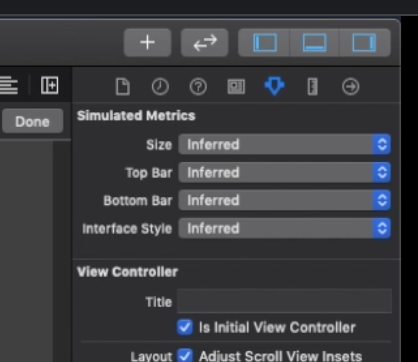 Done
Simulated Metrics
Size Inferred
Top Bar Inferred
Bottom Bar Inferred
Interface Style Inferred
View Controller
Title
Is Initial View Controller
Layout Adjust Scroll View Insets